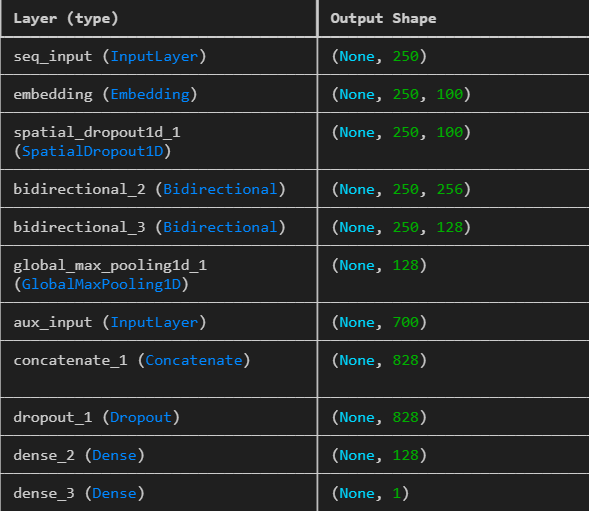 Layer (type) Output Shape
seq_input (InputLayer) (None, 250)
embedding (Embedding) (None, 250, 100)
spatial_dropout1d_1 (None, 250, 100)
(SpatialDropout1D)
bidirectional_2 (Bidirectional) (None, 250, 256)
bidirectional_3 (Bidirectional) (None, 250, 128)
global_max_pooling1d_1 (None, 128)
(GlobalMaxPooling1D)
aux_input (InputLayer) (None, 700)
concatenate_1 (Concatenate) (None, 828)
dropout_1 (Dropout) (None, 828)
dense_2 (Dense) (None, 128)
dense_3 (Dense) (None, 1)